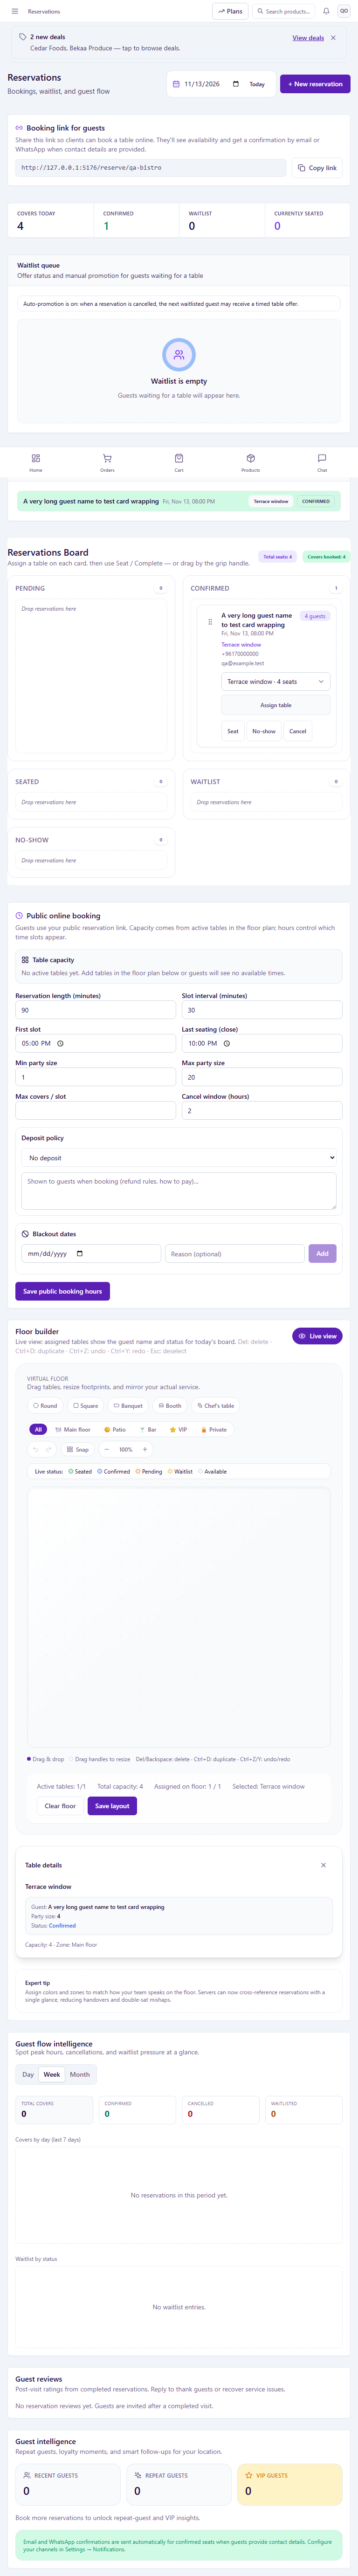 Reservations
Plans
Search products...
QO
2 new deals
Cedar Foods, Bekaa Produce — tap to browse deals.
View deals
Reservations
Bookings, waitlist, and guest flow
11/13/2026
Today
+ New reservation
Booking link for guests
Share this link so clients can book a table online. They'll see availability and get a confirmation by email or
WhatsApp when contact details are provided.
http://127.0.0.1:5176/reserve/qa-bistro
Copy link
COVERS TODAY
4
CONFIRMED
1
WAITLIST
0
CURRENTLY SEATED
0
Waitlist queue
Offer status and manual promotion for guests waiting for a table
Auto-promotion is on: when a reservation is cancelled, the next waitlisted guest may receive a timed table offer.
Waitlist is empty
Guests waiting for a table will appear here.
Home
Orders
Cart
Products
Chat
A very long guest name to test card wrapping
Fri, Nov 13, 08:00 PM
Terrace window
CONFIRMED
Reservations Board
Assign a table on each card, then use Seat / Complete — or drag by the grip handle.
Total seats: 4
Covers booked: 4
PENDING
0
Drop reservations here
CONFIRMED
1
A very long guest name
to test card wrapping
4 guests
Fri, Nov 13, 08:00 PM
Terrace window
+96170000000
qa@example.test
Terrace window · 4 seats
Assign table
Seat
No-show
Cancel
SEATED
0
Drop reservations here
WAITLIST
0
Drop reservations here
NO-SHOW
0
Drop reservations here
Public online booking
Guests use your public reservation link. Capacity comes from active tables in the floor plan; hours control which
time slots appear.
Table capacity
No active tables yet. Add tables in the floor plan below or guests will see no available times.
Reservation length (minutes)
90
Slot interval (minutes)
30
First slot
05:00 PM
Last seating (close)
10:00 PM
Min party size
1
Max party size
20
Max covers / slot
Cancel window (hours)
2
Deposit policy
No deposit
Shown to guests when booking (refund rules, how to pay)...
Blackout dates
mm/dd/yyyy
Reason (optional)
Add
Save public booking hours
Floor builder
Live view: assigned tables show the guest name and status for today's board. Del: delete ·
Ctrl+D: duplicate · Ctrl+Z: undo · Ctrl+Y: redo · Esc: deselect
Live view
VIRTUAL FLOOR
Drag tables, resize footprints, and mirror your actual service.
Round
Square
Banquet
Booth
Chef's table
All
Main floor
Patio
Bar
VIP
Private
Snap
−
100%
+
Live status:
Seated
Confirmed
Pending
Waitlist
Available
Drag & drop
Drag handles to resize
Del/Backspace: delete · Ctrl+D: duplicate · Ctrl+Z/Y: undo/redo
Active tables: 1/1
Total capacity: 4
Assigned on floor: 1 / 1
Selected: Terrace window
Clear floor
Save layout
Table details
Terrace window
Guest: A very long guest name to test card wrapping
Party size: 4
Status: Confirmed
Capacity: 4 · Zone: Main floor
Expert tip
Assign colors and zones to match how your team speaks on the floor. Servers can now cross-reference reservations with a
single glance, reducing handovers and double-sat mishaps.
Guest flow intelligence
Spot peak hours, cancellations, and waitlist pressure at a glance.
Day
Week
Month
TOTAL COVERS
0
CONFIRMED
0
CANCELLED
0
WAITLISTED
0
Covers by day (last 7 days)
No reservations in this period yet.
Waitlist by status
No waitlist entries.
Guest reviews
Post-visit ratings from completed reservations. Reply to thank guests or recover service issues.
No reservation reviews yet. Guests are invited after a completed visit.
Guest intelligence
Repeat guests, loyalty moments, and smart follow-ups for your location.
RECENT GUESTS
0
REPEAT GUESTS
0
VIP GUESTS
0
Book more reservations to unlock repeat-guest and VIP insights.
Email and WhatsApp confirmations are sent automatically for confirmed seats when guests provide contact details. Configure
your channels in Settings → Notifications.